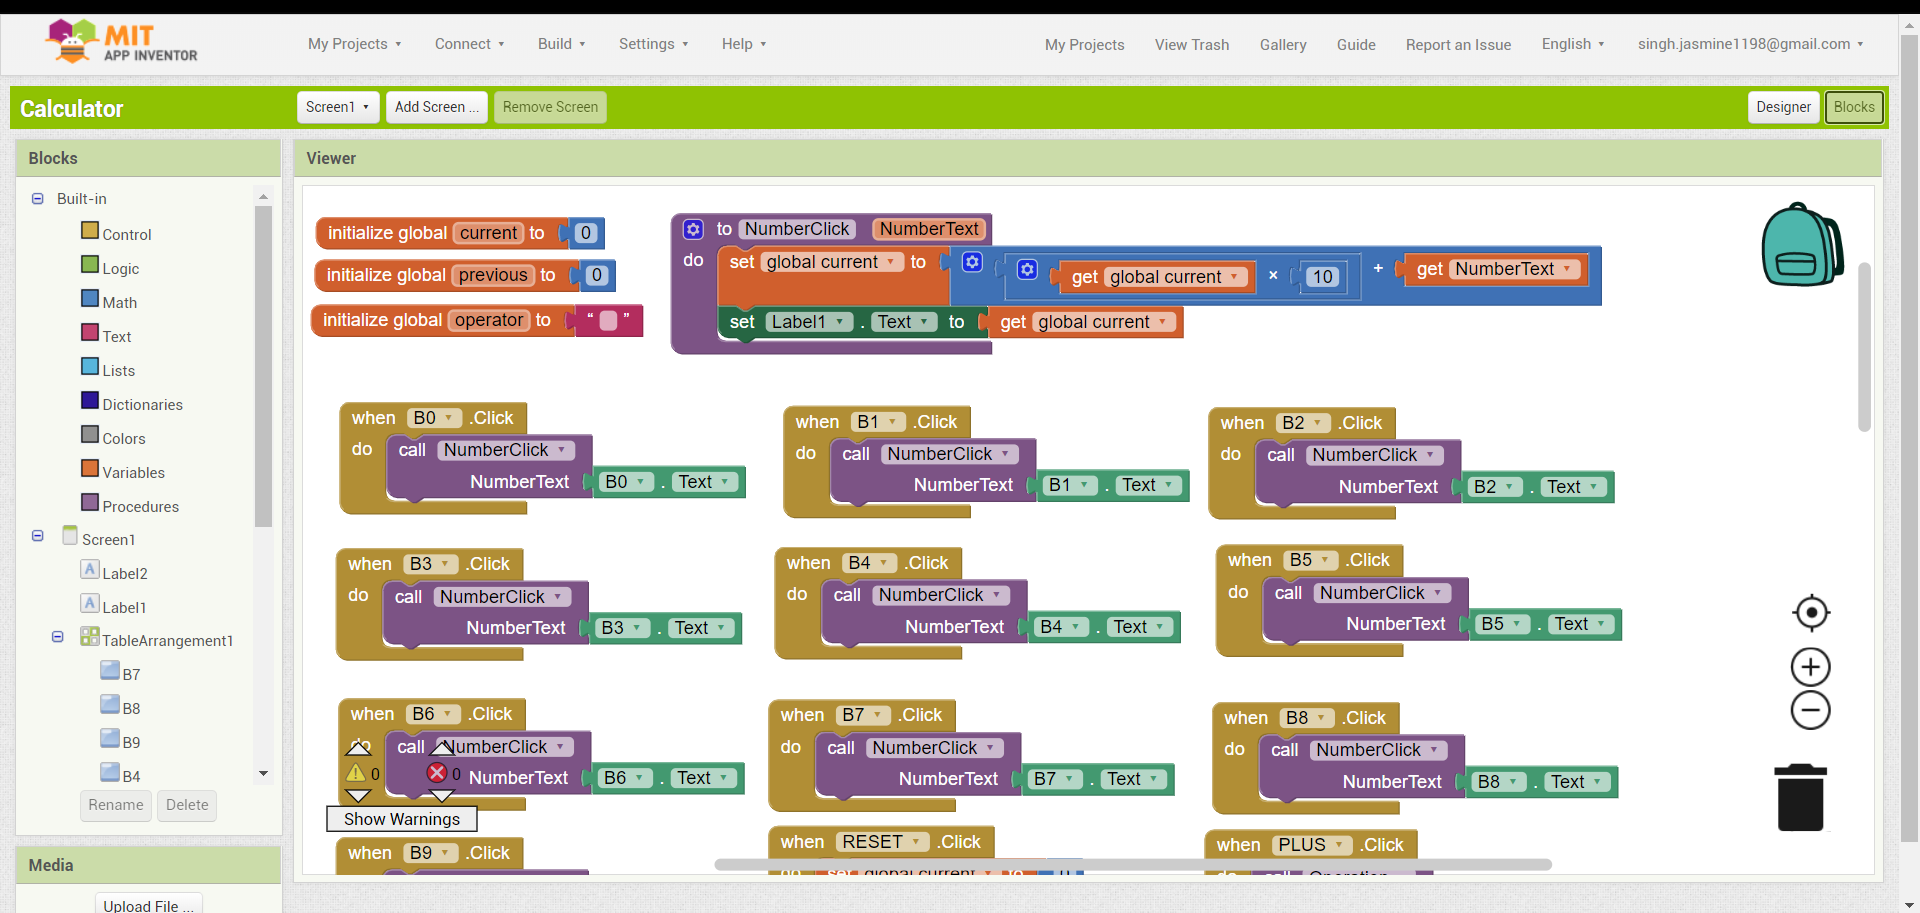 MIT
APP INVENTOR
My Projects
Connect
Build
Settings
Help
My Projects
View Trash
Gallery
Guide
Report an Issue
English
singh.jasmine1198@gmail.com
Calculator
Screen1
Add Screen ...
Remove Screen
Designer
Blocks
Blocks
Built-in
Control
Logic
Math
Text
Lists
Dictionaries
Colors
Variables
Procedures
Screen1
Label2
Label1
TableArrangement1
B7
B8
B9
B4
Rename
Delete
Media
Upload File ...
Viewer
initialize global current to 0
initialize global previous to 0
initialize global operator to “ ”
to NumberClick NumberText
do set global current to get global current × 10 + get NumberText
set Label1 . Text to get global current
when B0 .Click
do call NumberClick
NumberText B0 . Text
when B1 .Click
do call NumberClick
NumberText B1 . Text
when B2 .Click
do call NumberClick
NumberText B2 . Text
when B3 .Click
do call NumberClick
NumberText B3 . Text
when B4 .Click
do call NumberClick
NumberText B4 . Text
when B5 .Click
do call NumberClick
NumberText B5 . Text
when B6 .Click
do call NumberClick
NumberText B6 . Text
0 0
Show Warnings
when B7 .Click
do call NumberClick
NumberText B7 . Text
when B8 .Click
do call NumberClick
NumberText B8 . Text
when B9 .Click
when RESET .Click
do set global current to 0
when PLUS .Click
do call Operation